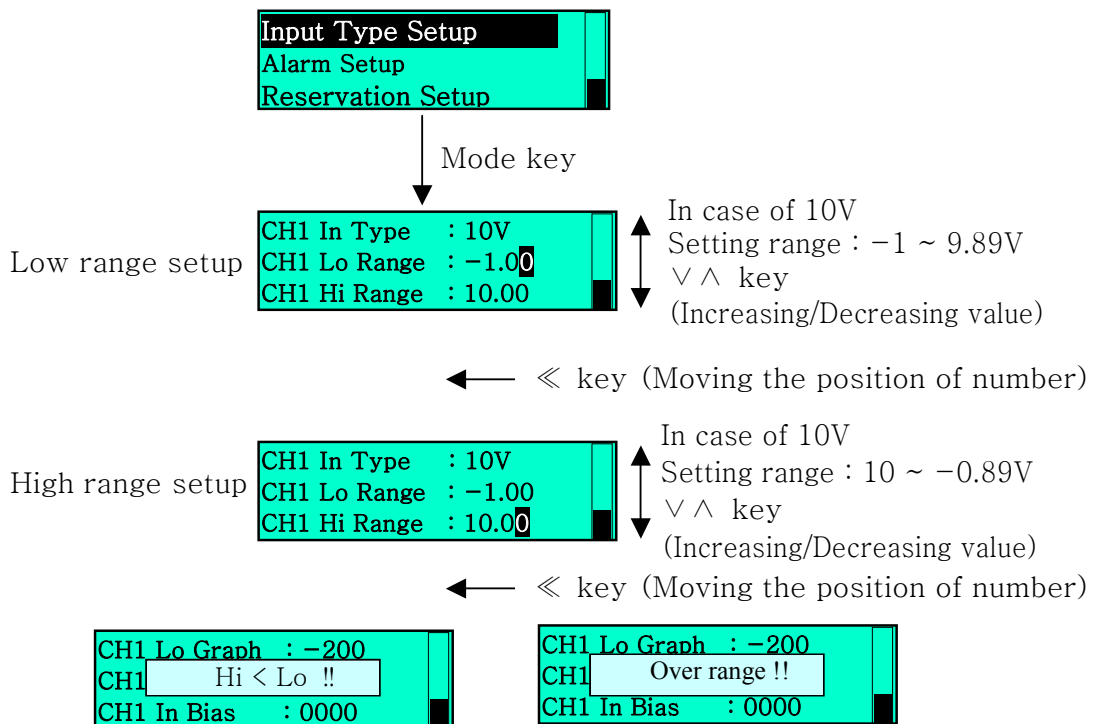 Input Type Setup
Alarm Setup
Reservation Setup
Mode key
Low range setup
CH1 In Type : 10V
CH1 Lo Range : −1.00
CH1 Hi Range : 10.00
In case of 10V
Setting range : −1 ~ 9.89V
∨∧ key
(Increasing/Decreasing value)
≪ key (Moving the position of number)
High range setup
CH1 In Type : 10V
CH1 Lo Range : −1.00
CH1 Hi Range : 10.00
In case of 10V
Setting range : 10 ~ −0.89V
∨∧ key
(Increasing/Decreasing value)
≪ key (Moving the position of number)
CH1 Lo Graph : −200
CH1 Hi < Lo !!
CH1 In Bias : 0000
CH1 Lo Graph : −200
CH1 Over range !!
CH1 In Bias : 0000